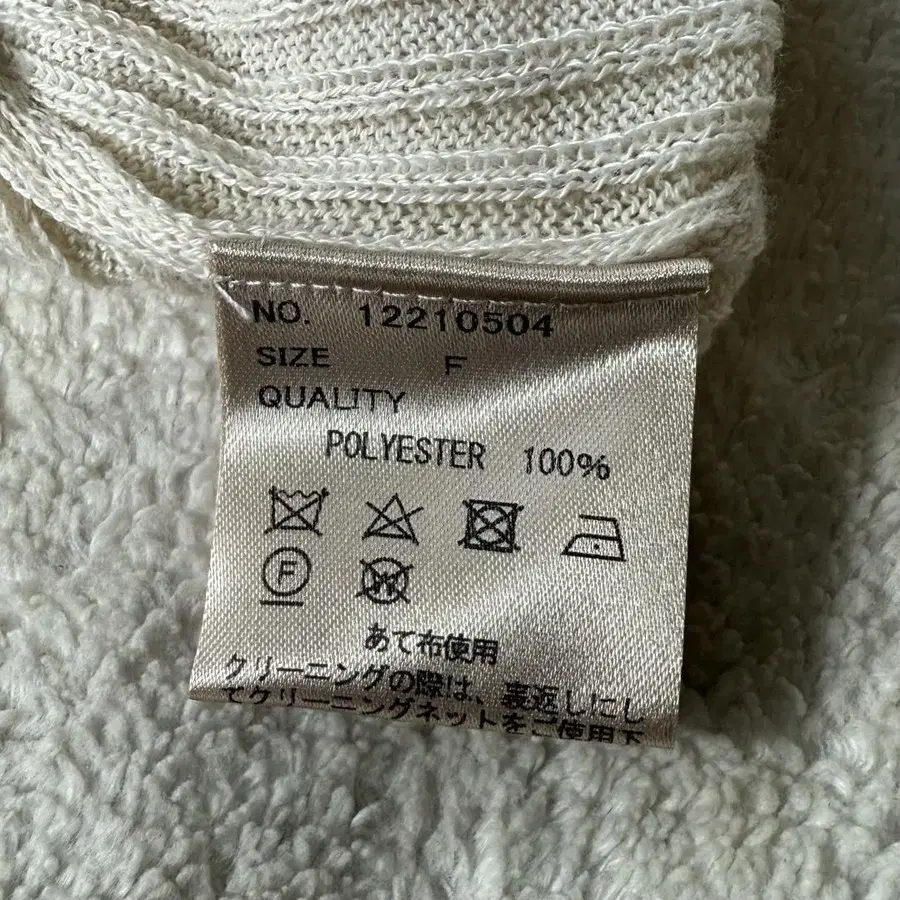 NO. 12210504
SIZE F
QUALITY
POLYESTER 100%
F
W
あて布使用
クリーニングの際は、裏返しにし
てクリーニングネットをご使用下